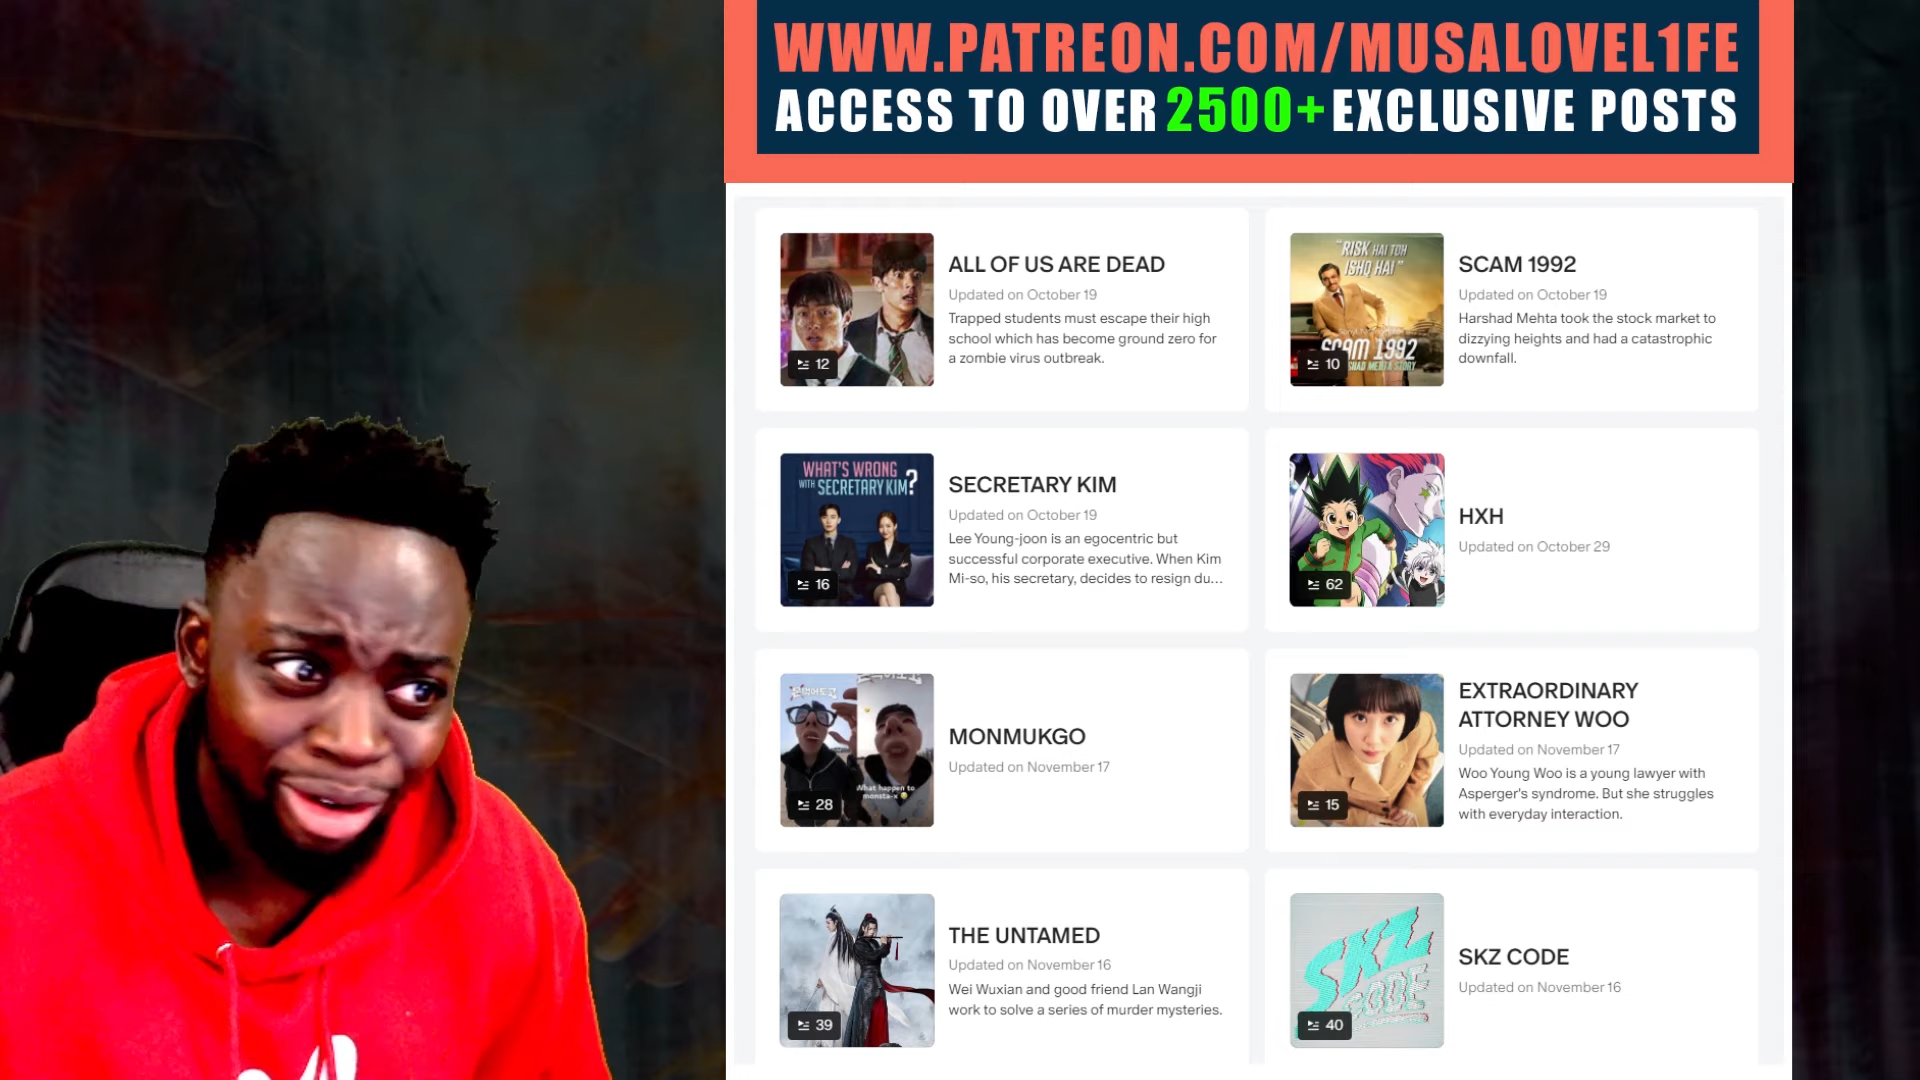 WWW.PATREON.COM/MUSALOVEL1FE
ACCESS TO OVER 2500+ EXCLUSIVE POSTS
ALL OF US ARE DEAD
Updated on October 19
Trapped students must escape their high
school which has become ground zero for
a zombie virus outbreak.
12
"RISK HAI TOH
ISHQ HAI"
SCAM 1992
10
SCAM 1992
Updated on October 19
Harshad Mehta took the stock market to
dizzying heights and had a catastrophic
downfall.
WHAT'S WRONG
WITH SECRETARY KIM?
16
SECRETARY KIM
Updated on October 19
Lee Young-joon is an egocentric but
successful corporate executive. When Kim
Mi-so, his secretary, decides to resign du...
62
HXH
Updated on October 29
What happen to
monsta-x
28
MONMUKGO
Updated on November 17
15
EXTRAORDINARY
ATTORNEY WOO
Updated on November 17
Woo Young Woo is a young lawyer with
Asperger's syndrome. But she struggles
with everyday interaction.
39
THE UNTAMED
Updated on November 16
Wei Wuxian and good friend Lan Wangji
work to solve a series of murder mysteries.
SKZ
CODE
40
SKZ CODE
Updated on November 16